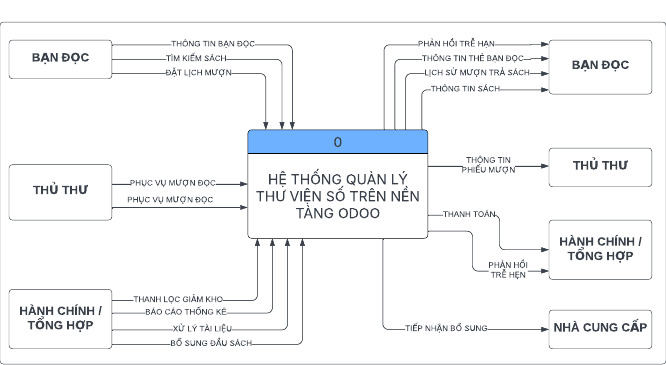 BẠN ĐỌC
THÔNG TIN BẠN ĐỌC
TÌM KIẾM SÁCH
ĐẶT LỊCH MƯỢN
PHẢN HỒI TRỄ HẠN
THÔNG TIN THẺ BẠN ĐỌC
LỊCH SỬ MƯỢN TRẢ SÁCH
THÔNG TIN SÁCH
BẠN ĐỌC
THỦ THƯ
PHỤC VỤ MƯỢN ĐỌC
PHỤC VỤ MƯỢN ĐỌC
0
HỆ THỐNG QUẢN LÝ
THƯ VIỆN SỐ TRÊN NỀN
TẢNG ODOO
THÔNG TIN
PHIẾU MƯỢN
THỦ THƯ
THANH TOÁN
PHẢN HỒI
TRỄ HẸN
HÀNH CHÍNH /
TỔNG HỢP
HÀNH CHÍNH /
TỔNG HỢP
THANH LỌC GIẢM KHO
BÁO CÁO THỐNG KÊ
XỬ LÝ TÀI LIỆU
BỔ SUNG ĐẦU SÁCH
TIẾP NHẬN BỔ SUNG
NHÀ CUNG CẤP